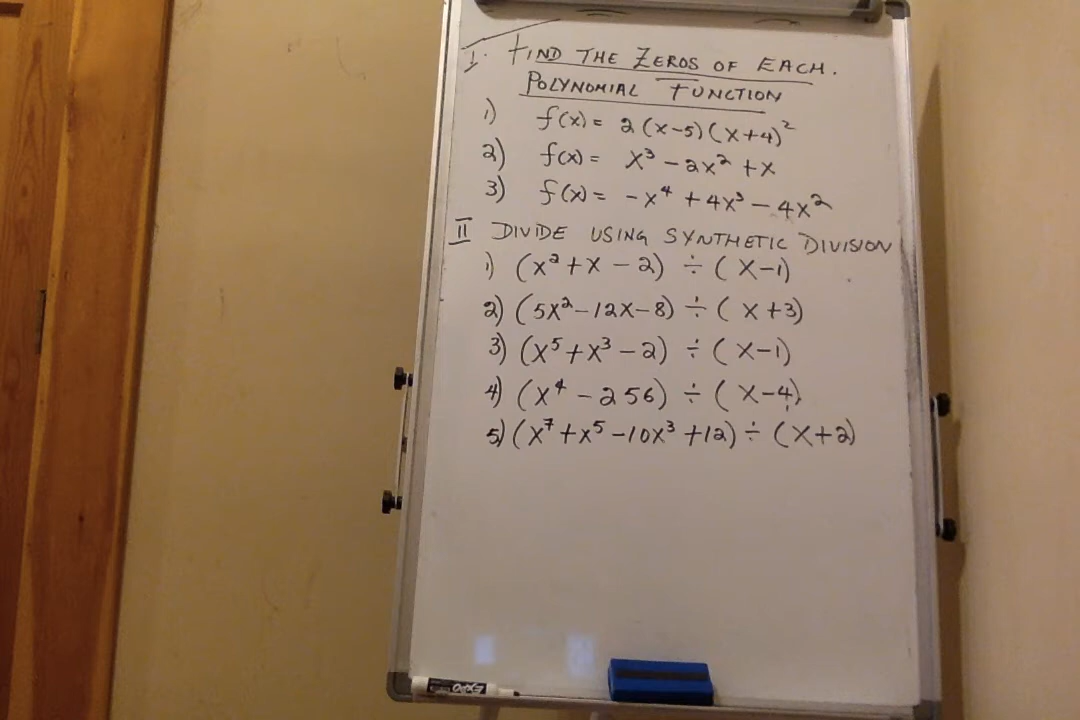 I. FIND THE ZEROS OF EACH.
POLYNOMIAL FUNCTION
1) f(x) = 2(x-5)(x+4)²
2) f(x) = x³ - 2x² + x
3) f(x) = -x⁴ + 4x³ - 4x²
II DIVIDE USING SYNTHETIC DIVISION
1) (x² + x - 2) ÷ (x-1)
2) (5x² - 12x - 8) ÷ (x+3)
3) (x⁵ + x³ - 2) ÷ (x-1)
4) (x⁴ - 256) ÷ (x-4)
5) (x⁷ + x⁵ - 10x³ + 12) ÷ (x+2)
EXPO